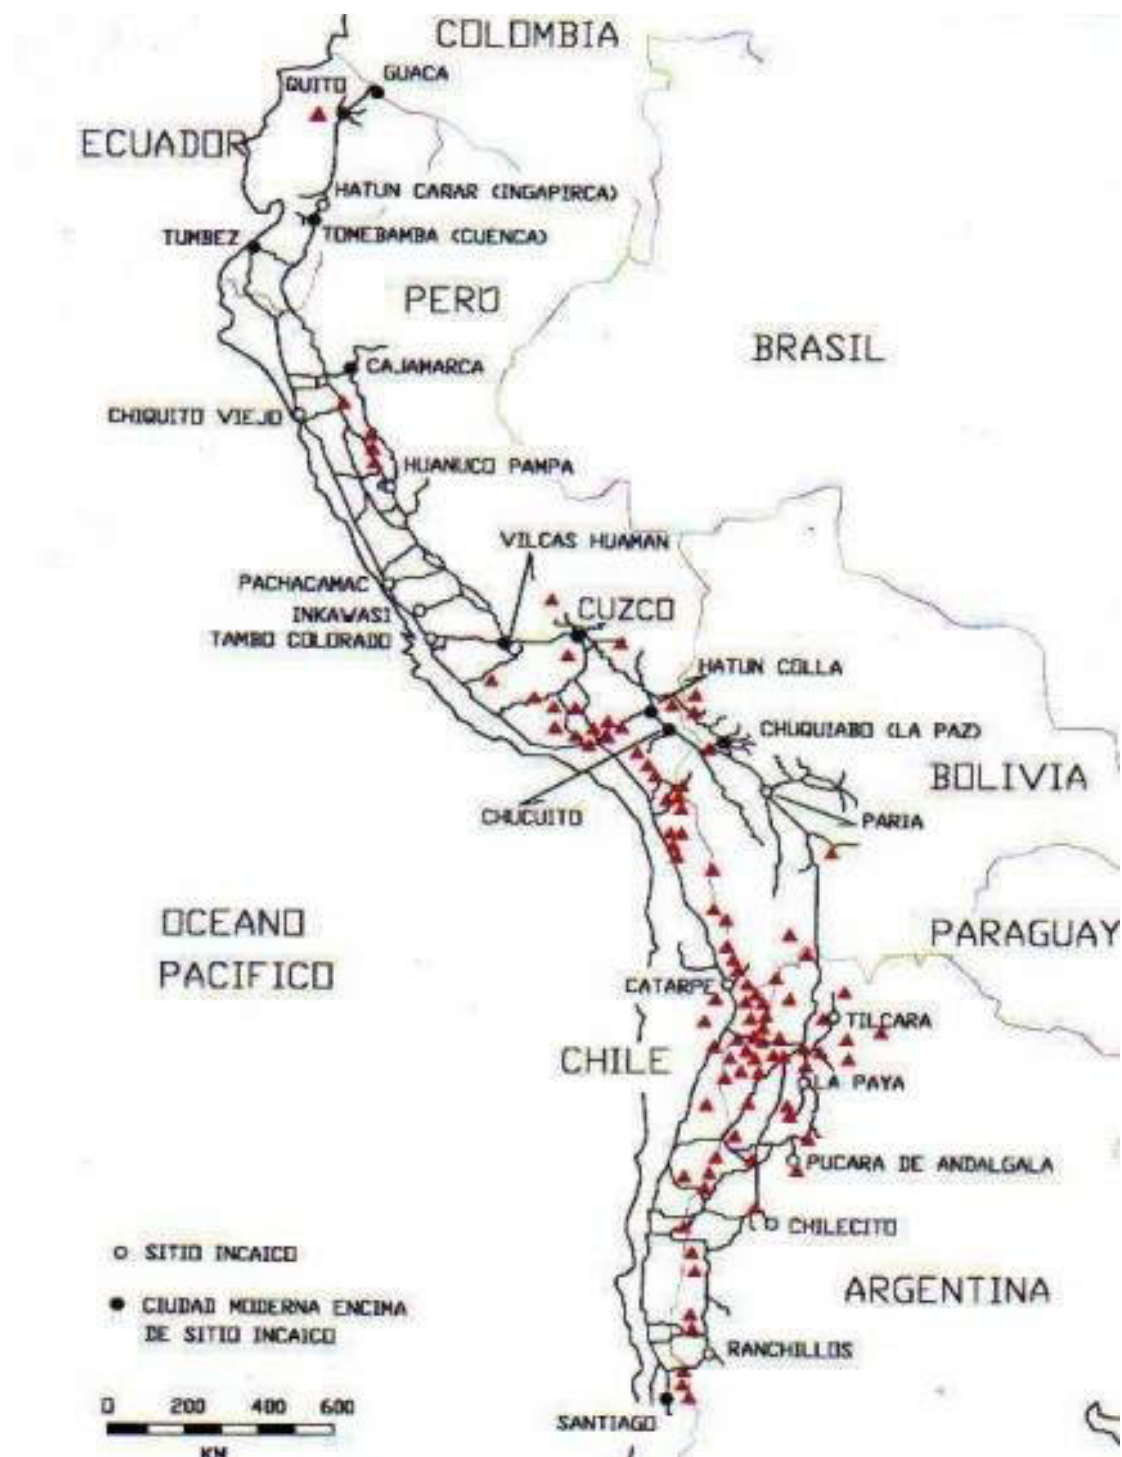 COLOMBIA
GUACA
QUITO
ECUADOR
HATUN CAÑAR (INGAPIRCA)
TUMBEZ
TOMEBAMBA (CUENCA)
PERU
BRASIL
CAJAMARCA
CHIQUITO VIEJO
HUANUCO PAMPA
VILCAS HUAMAN
PACHACAMAC
INKAWASI
CUZCO
TAMBO COLORADO
HATUN COLLA
CHUQUIABO (LA PAZ)
BOLIVIA
CHUCUITO
PARIA
OCEANO
PACIFICO
PARAGUAY
CATARPE
TILCARA
CHILE
LA PAYA
PUCARA DE ANDALGALA
CHILECITO
SITIO INCAICO
ARGENTINA
CIUDAD MODERNA ENCIMA
DE SITIO INCAICO
RANCHILLOS
0 200 400 600
KM
SANTIAGO